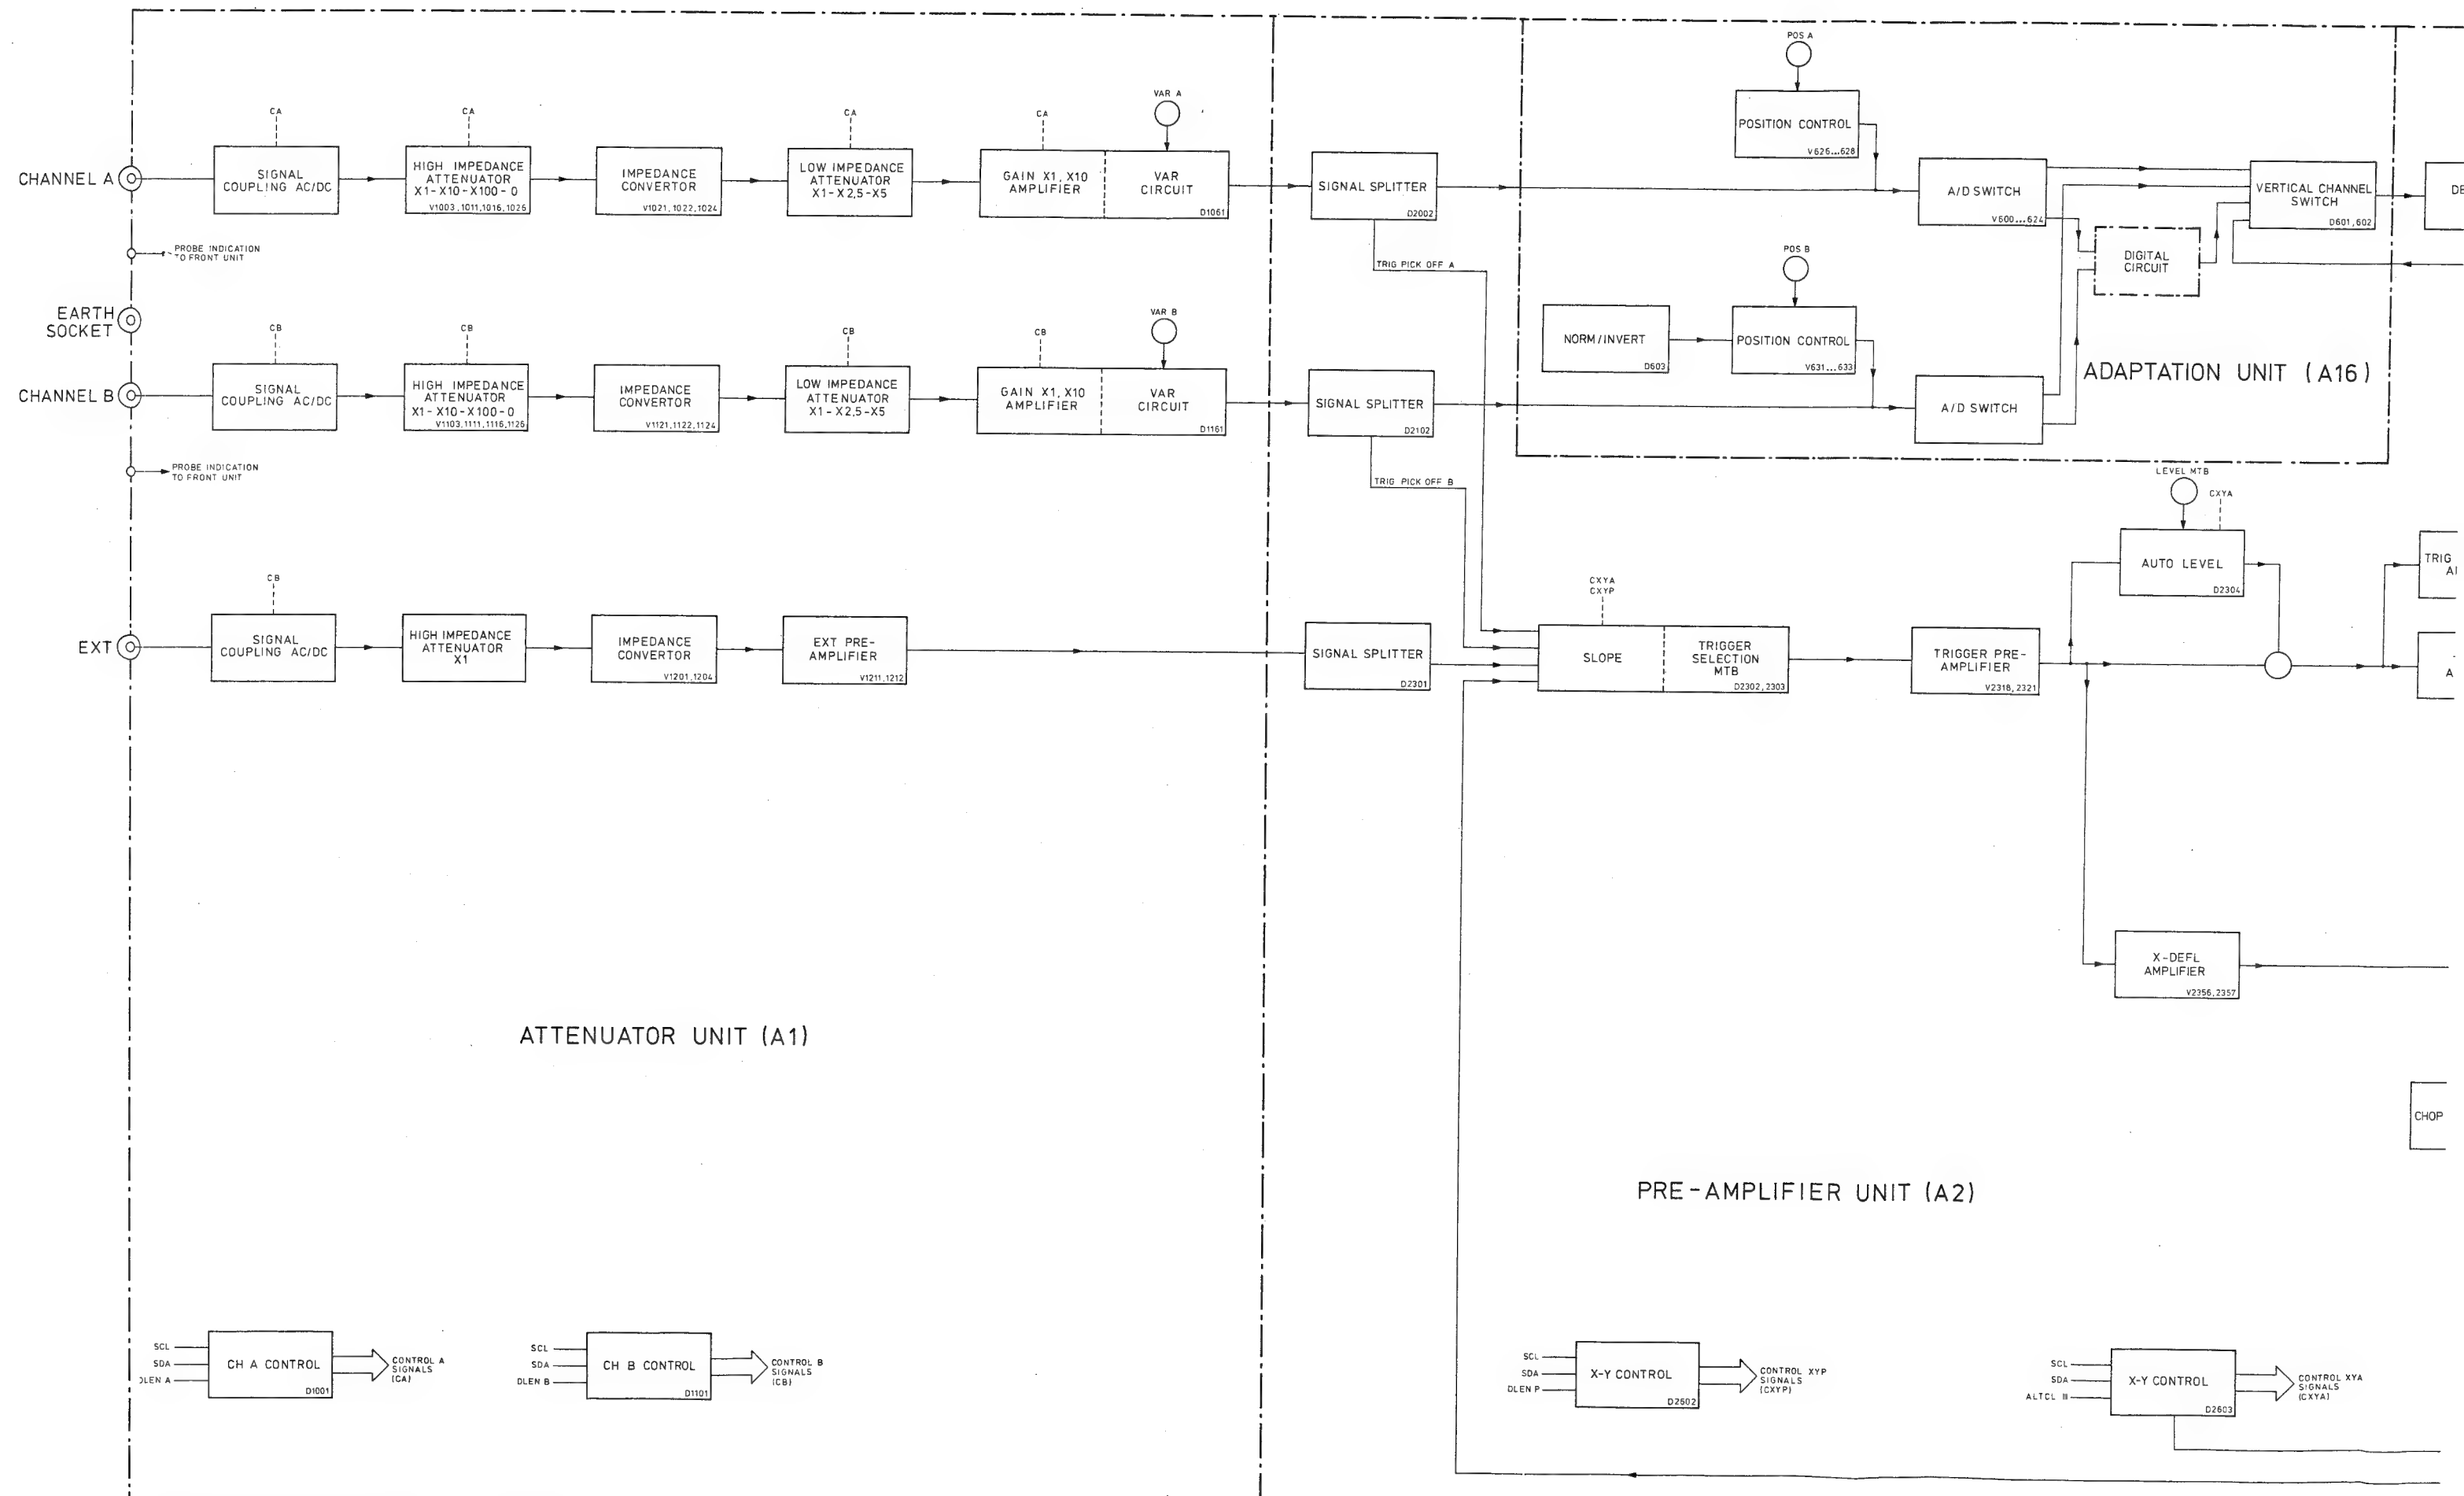 POS A
POSITION CONTROL
V626...628
VAR A
CA
CA
CA
CA
CHANNEL A
SIGNAL
COUPLING AC/DC
HIGH IMPEDANCE
ATTENUATOR
X1-X10-X100-0
V1003,1011,1016,1026
IMPEDANCE
CONVERTOR
V1021,1022,1024
LOW IMPEDANCE
ATTENUATOR
X1-X2,5-X5
GAIN X1, X10
AMPLIFIER
VAR
CIRCUIT
D1061
SIGNAL SPLITTER
D2002
A/D SWITCH
V600...624
VERTICAL CHANNEL
SWITCH
D601,602
DE
PROBE INDICATION
TO FRONT UNIT
TRIG PICK OFF A
POS B
DIGITAL
CIRCUIT
EARTH
SOCKET
CB
CB
CB
CB
VAR B
NORM/INVERT
D603
POSITION CONTROL
V631...633
ADAPTATION UNIT (A16)
CHANNEL B
SIGNAL
COUPLING AC/DC
HIGH IMPEDANCE
ATTENUATOR
X1-X10-X100-0
V1103,1111,1116,1126
IMPEDANCE
CONVERTOR
V1121,1122,1124
LOW IMPEDANCE
ATTENUATOR
X1-X2,5-X5
GAIN X1, X10
AMPLIFIER
VAR
CIRCUIT
D1161
SIGNAL SPLITTER
D2102
A/D SWITCH
PROBE INDICATION
TO FRONT UNIT
TRIG PICK OFF B
LEVEL MTB
CXYA
AUTO LEVEL
D2304
TRIG
CB
CXYA
CXYP
EXT
SIGNAL
COUPLING AC/DC
HIGH IMPEDANCE
ATTENUATOR
X1
IMPEDANCE
CONVERTOR
V1201,1204
EXT PRE-
AMPLIFIER
V1211,1212
SIGNAL SPLITTER
D2301
SLOPE
TRIGGER
SELECTION
MTB
D2302,2303
TRIGGER PRE-
AMPLIFIER
V2318,2321
A
X-DEFL
AMPLIFIER
V2356,2357
ATTENUATOR UNIT (A1)
CHOP
PRE-AMPLIFIER UNIT (A2)
SCL
SDA
DLEN A
CH A CONTROL
D1001
CONTROL A
SIGNALS
(CA)
SCL
SDA
DLEN B
CH B CONTROL
D1101
CONTROL B
SIGNALS
(CB)
SCL
SDA
DLEN P
X-Y CONTROL
D2602
CONTROL XYP
SIGNALS
(CXYP)
SCL
SDA
ALTCL
X-Y CONTROL
D2603
CONTROL XYA
SIGNALS
(CXYA)